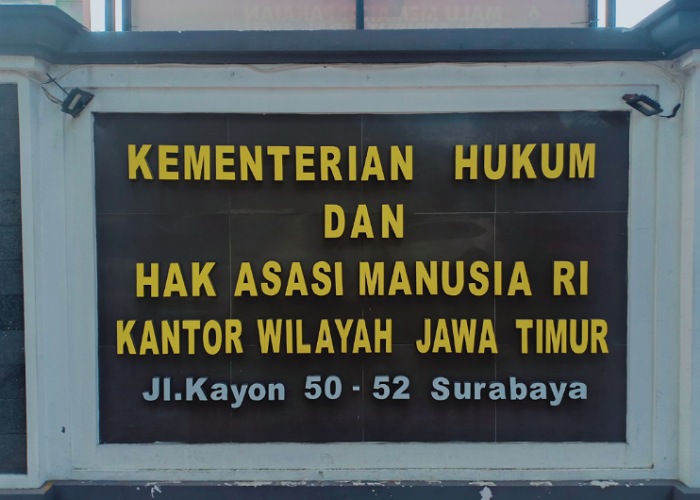 KEMENTERIAN HUKUM
DAN
HAK ASASI MANUSIA RI
KANTOR WILAYAH JAWA TIMUR
Jl.Kayon 50 - 52 Surabaya